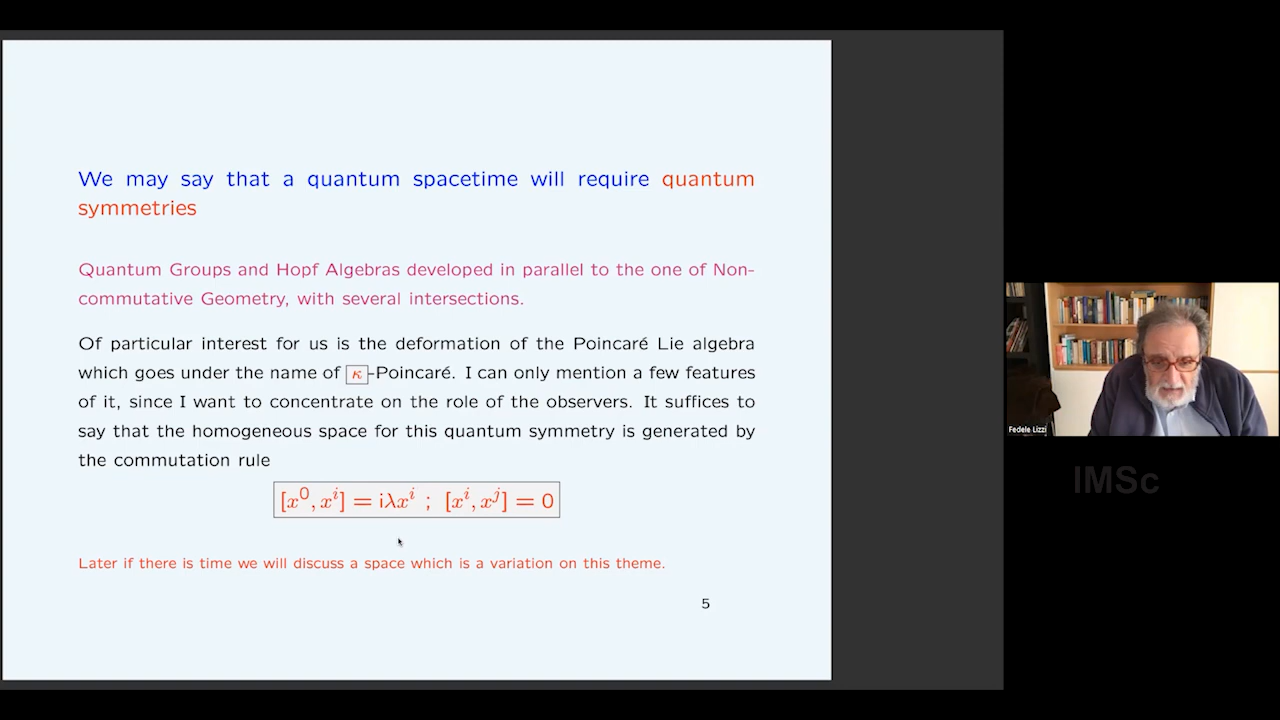 We may say that a quantum spacetime will require quantum
symmetries
Quantum Groups and Hopf Algebras developed in parallel to the one of Non-
commutative Geometry, with several intersections.
Of particular interest for us is the deformation of the Poincaré Lie algebra
which goes under the name of κ-Poincaré. I can only mention a few features
of it, since I want to concentrate on the role of the observers. It suffices to
say that the homogeneous space for this quantum symmetry is generated by
the commutation rule
[x⁰, xⁱ] = iλxⁱ ; [xⁱ, xʲ] = 0
Later if there is time we will discuss a space which is a variation on this theme.
5
Fedele Lizzi
IMSc